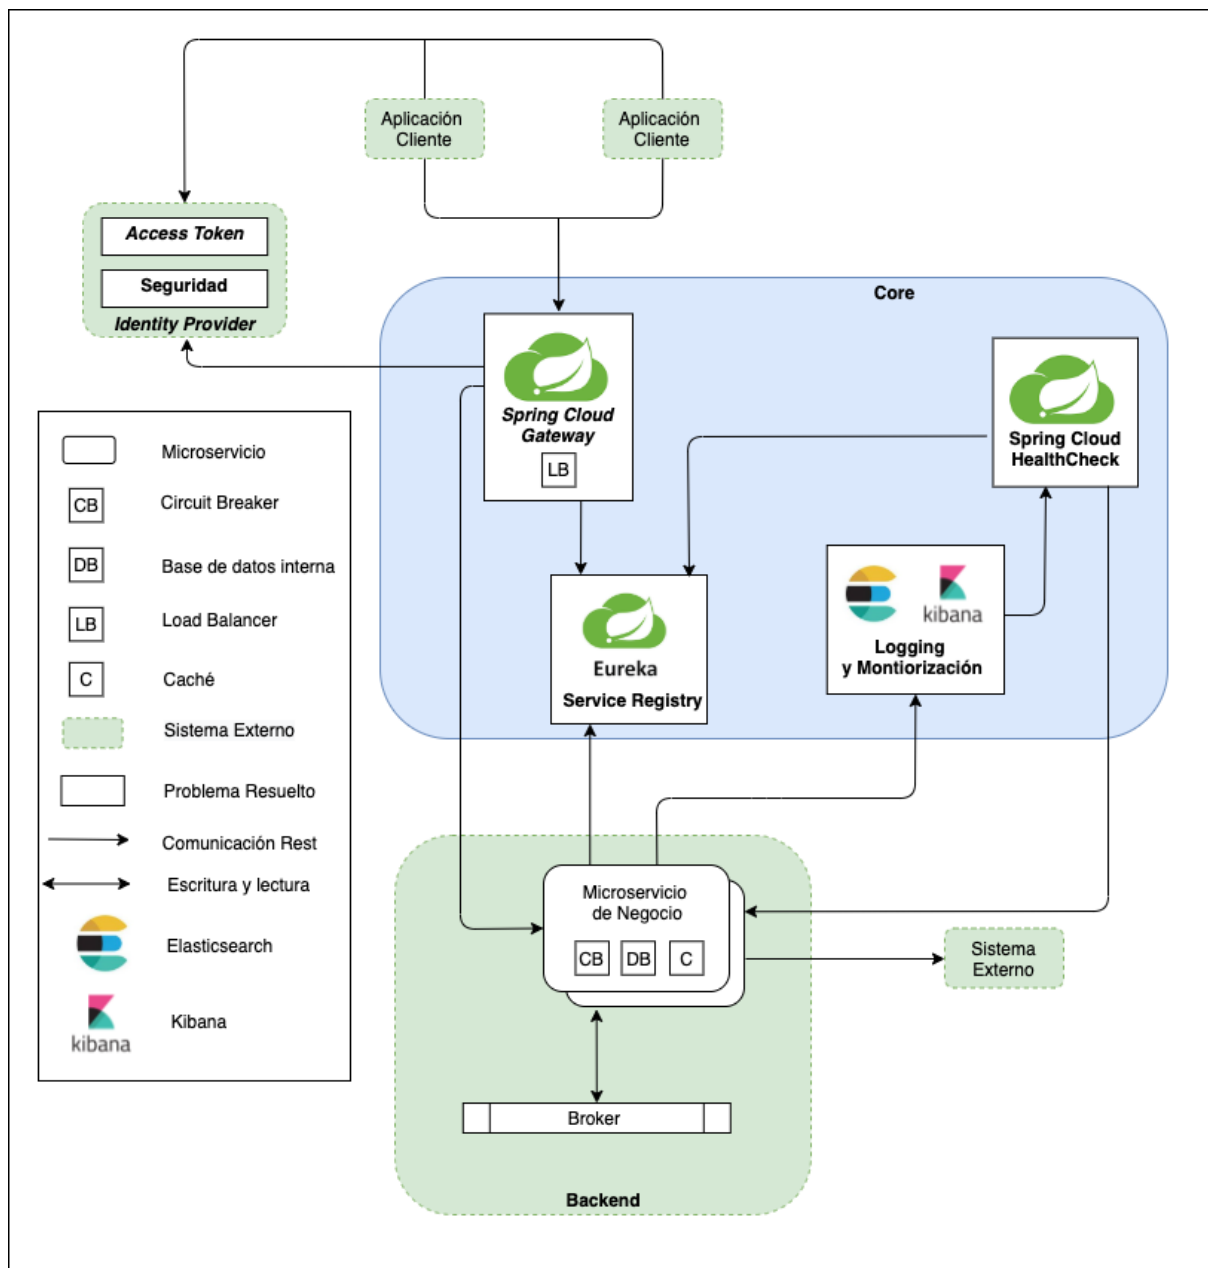 Aplicación
Cliente
Aplicación
Cliente
Access Token
Seguridad
Identity Provider
Core
Spring Cloud
Gateway
LB
Spring Cloud
HealthCheck
Eureka
Service Registry
kibana
Logging
y Montiorización
Microservicio
CB
Circuit Breaker
DB
Base de datos interna
LB
Load Balancer
C
Caché
Sistema Externo
Problema Resuelto
Comunicación Rest
Escritura y lectura
Elasticsearch
kibana
Kibana
Microservicio
de Negocio
CB
DB
C
Sistema
Externo
Broker
Backend